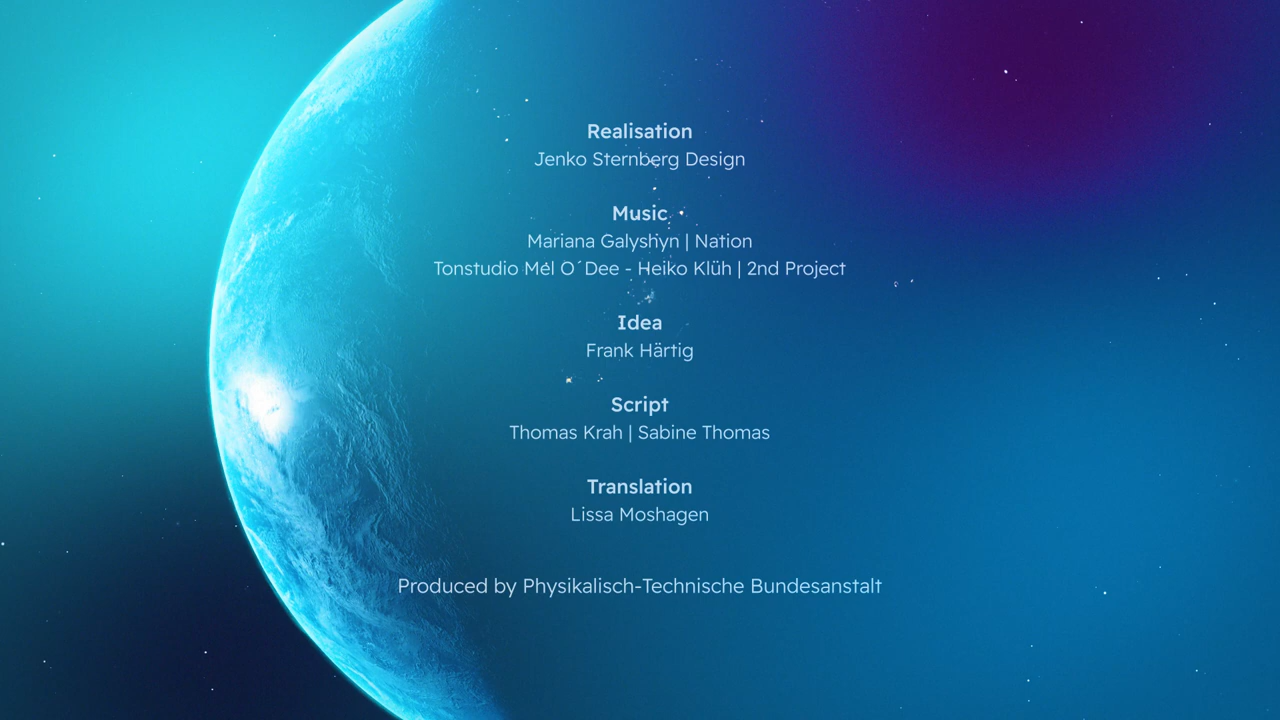 Realisation
Jenko Sternberg Design
Music
Mariana Galyshyn | Nation
Tonstudio Mel O´Dee - Heiko Klüh | 2nd Project
Idea
Frank Härtig
Script
Thomas Krah | Sabine Thomas
Translation
Lissa Moshagen
Produced by Physikalisch-Technische Bundesanstalt